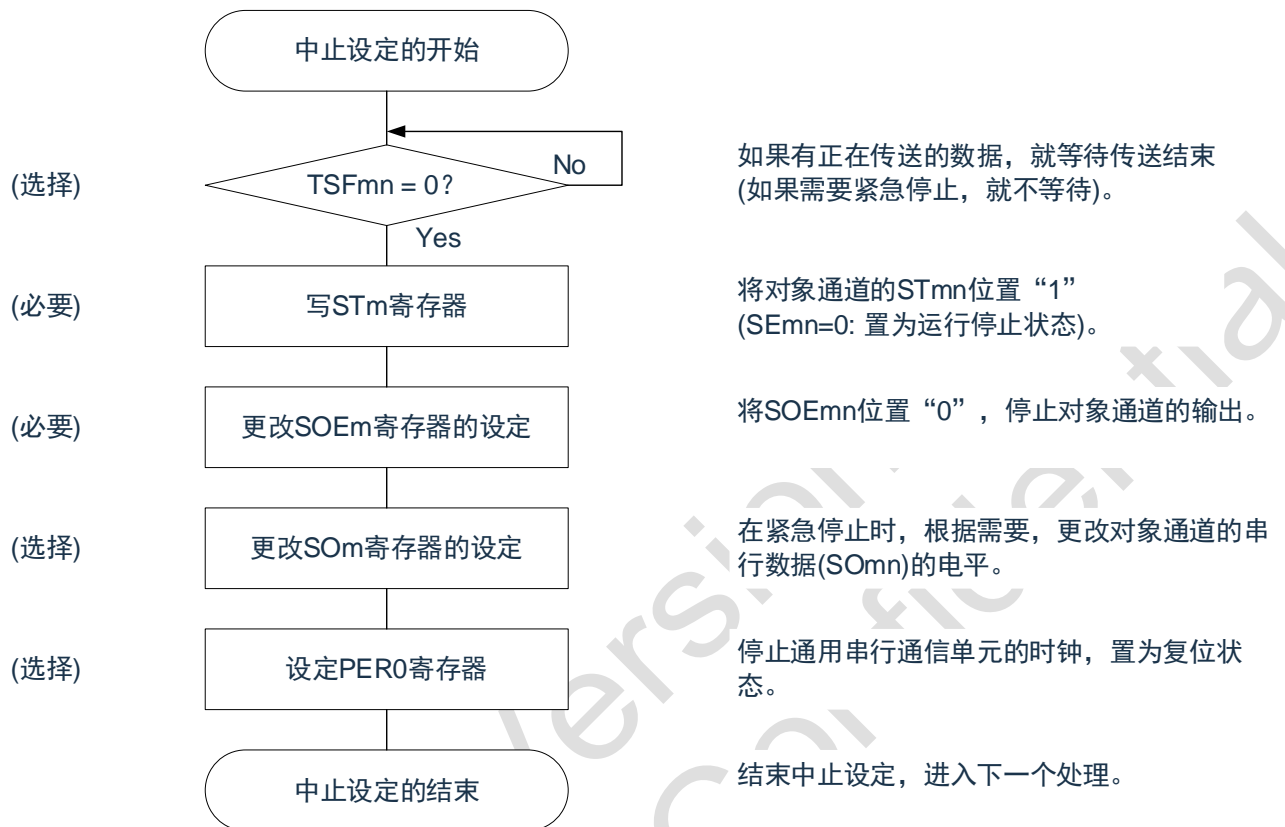 中止设定的开始
(选择)
TSFmn = 0?
No
Yes
如果有正在传送的数据，就等待传送结束
(如果需要紧急停止，就不等待)。
(必要)
写STm寄存器
将对象通道的STmn位置“1”
(SEmn=0: 置为运行停止状态)。
(必要)
更改SOEm寄存器的设定
将SOEmn位置“0”，停止对象通道的输出。
(选择)
更改SOm寄存器的设定
在紧急停止时，根据需要，更改对象通道的串
行数据(SOmn)的电平。
(选择)
设定PER0寄存器
停止通用串行通信单元的时钟，置为复位状
态。
中止设定的结束
结束中止设定，进入下一个处理。